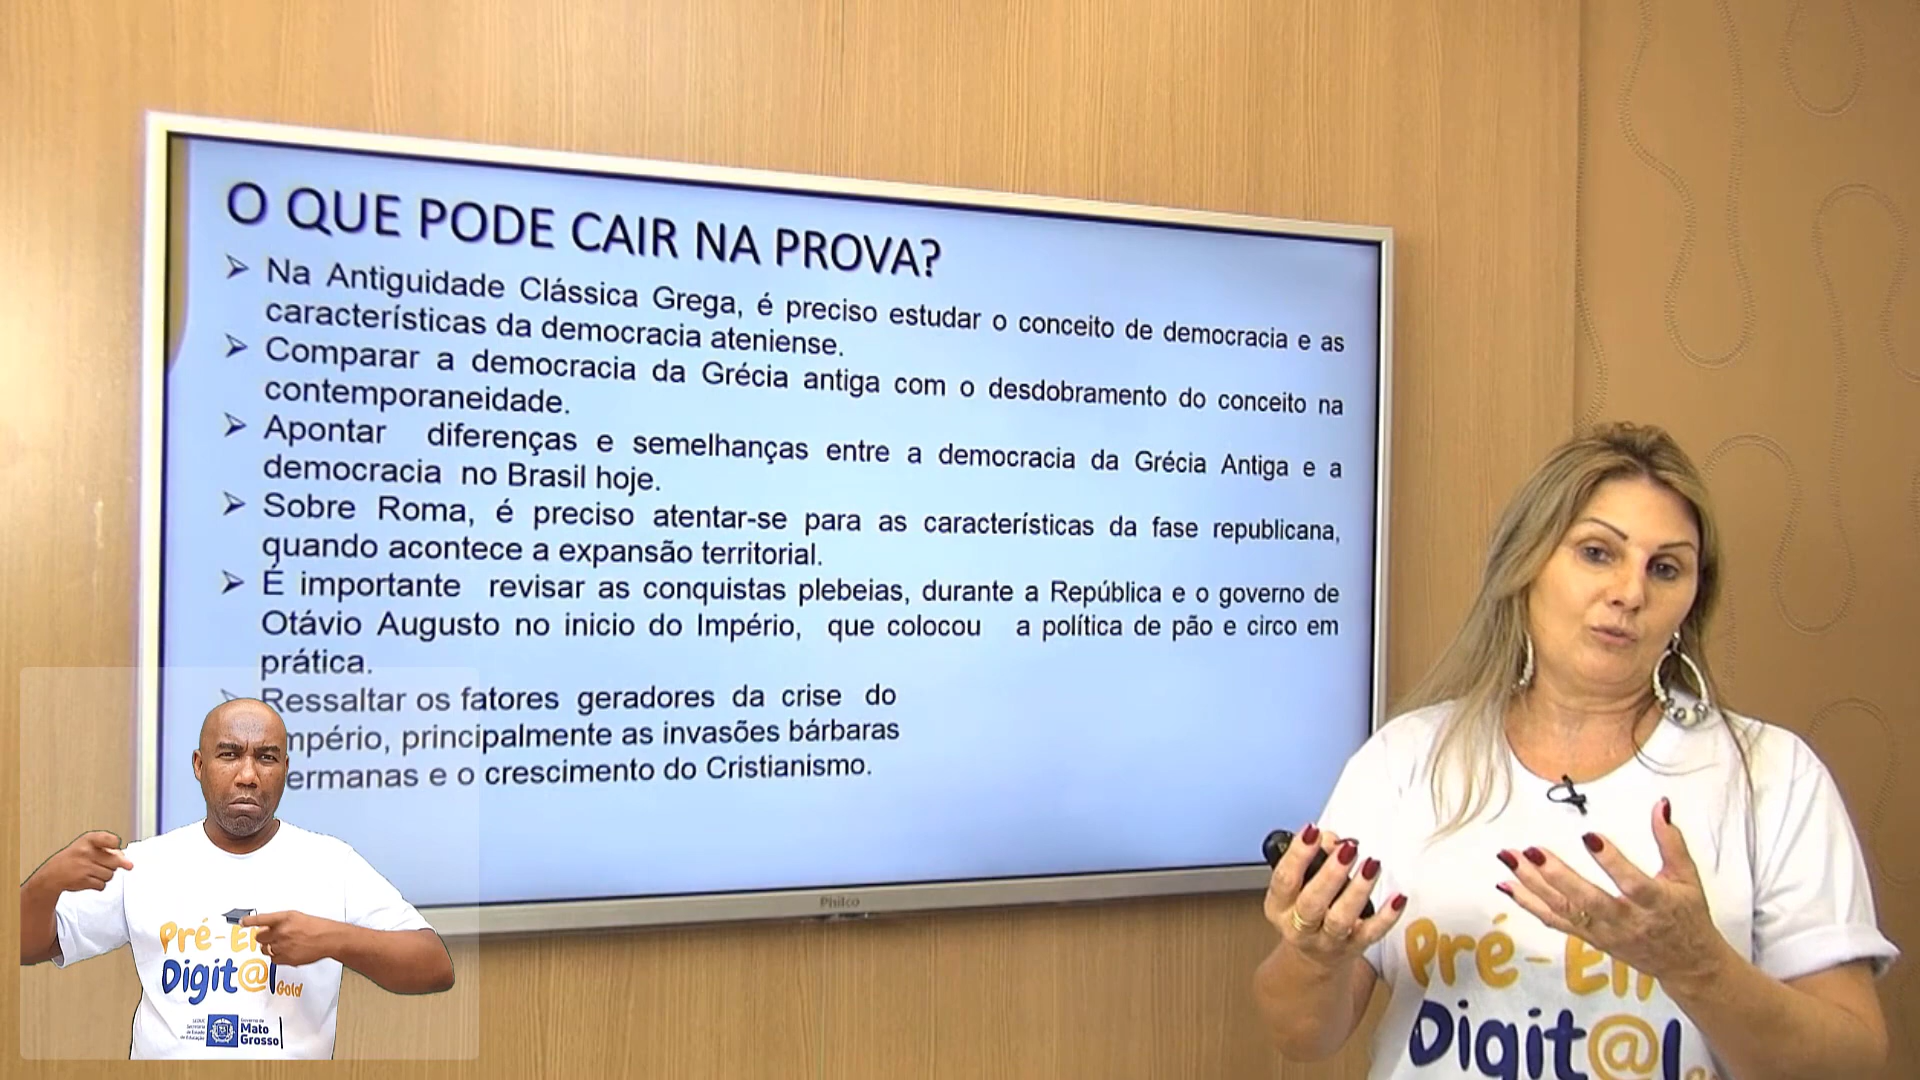 O QUE PODE CAIR NA PROVA?
➢ Na Antiguidade Clássica Grega, é preciso estudar o conceito de democracia e as
características da democracia ateniense.
➢ Comparar a democracia da Grécia antiga com o desdobramento do conceito na
contemporaneidade.
➢ Apontar diferenças e semelhanças entre a democracia da Grécia Antiga e a
democracia no Brasil hoje.
➢ Sobre Roma, é preciso atentar-se para as características da fase republicana,
quando acontece a expansão territorial.
➢ É importante revisar as conquistas plebeias, durante a República e o governo de
Otávio Augusto no inicio do Império, que colocou a política de pão e circo em
prática.
Ressaltar os fatores geradores da crise do
mpério, principalmente as invasões bárbaras
ermanas e o crescimento do Cristianismo.
Philco
Pré-En
Digit@l
Gold
Governo de
Mato
Grosso
Pré-En
Digit@l